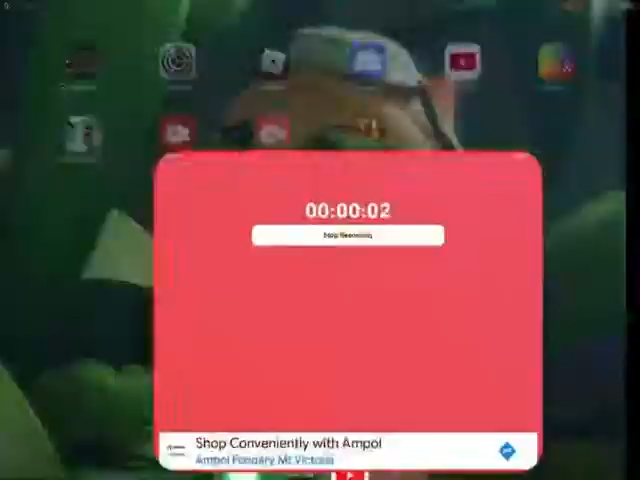 00:00:02
Stop Recording
Shop Conveniently with Ampol
Ampol Foodary Mt Victoria